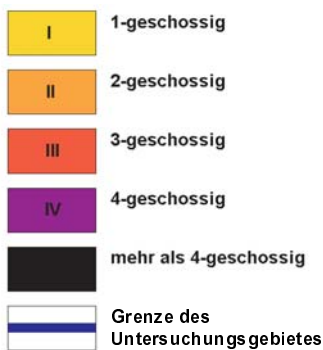 I 1-geschossig
II 2-geschossig
III 3-geschossig
IV 4-geschossig
mehr als 4-geschossig
Grenze des
Untersuchungsgebietes